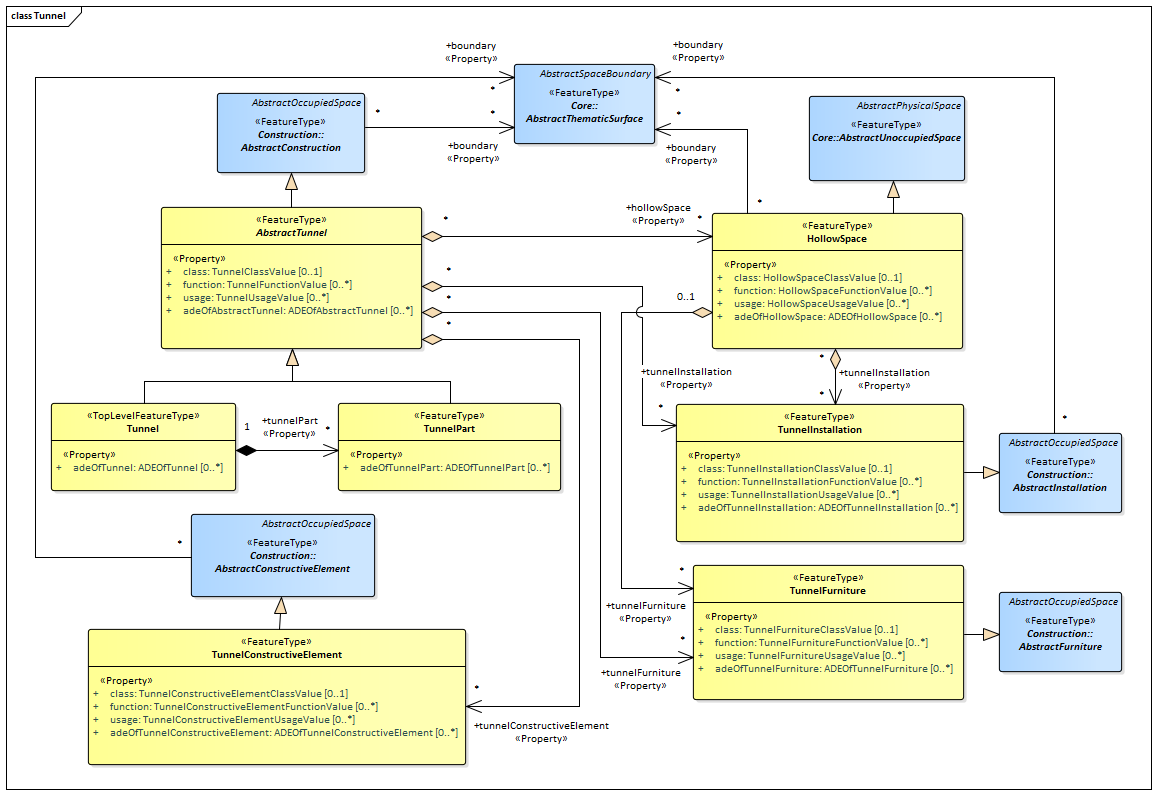 class Tunnel
+boundary
«Property»
+boundary
«Property»
*
*
AbstractSpaceBoundary
«FeatureType»
Core::
AbstractThematicSurface
AbstractOccupiedSpace
«FeatureType»
Construction::
AbstractConstruction
*
*
+boundary
«Property»
*
+boundary
«Property»
*
AbstractPhysicalSpace
«FeatureType»
Core::AbstractUnoccupiedSpace
«FeatureType»
AbstractTunnel
«Property»
+ class: TunnelClassValue [0..1]
+ function: TunnelFunctionValue [0..*]
+ usage: TunnelUsageValue [0..*]
+ adeOfAbstractTunnel: ADEOfAbstractTunnel [0..*]
*
+hollowSpace
«Property»
*
*
*
*
«FeatureType»
HollowSpace
«Property»
+ class: HollowSpaceClassValue [0..1]
+ function: HollowSpaceFunctionValue [0..*]
+ usage: HollowSpaceUsageValue [0..*]
+ adeOfHollowSpace: ADEOfHollowSpace [0..*]
0..1
*
+tunnelInstallation
«Property»
*
+tunnelInstallation
«Property»
*
«TopLevelFeatureType»
Tunnel
«Property»
+ adeOfTunnel: ADEOfTunnel [0..*]
1
+tunnelPart
«Property»
*
«FeatureType»
TunnelPart
«Property»
+ adeOfTunnelPart: ADEOfTunnelPart [0..*]
«FeatureType»
TunnelInstallation
«Property»
+ class: TunnelInstallationClassValue [0..1]
+ function: TunnelInstallationFunctionValue [0..*]
+ usage: TunnelInstallationUsageValue [0..*]
+ adeOfTunnelInstallation: ADEOfTunnelInstallation [0..*]
*
AbstractOccupiedSpace
«FeatureType»
Construction::
AbstractInstallation
*
AbstractOccupiedSpace
«FeatureType»
Construction::
AbstractConstructiveElement
*
+tunnelFurniture
«Property»
*
+tunnelFurniture
«Property»
«FeatureType»
TunnelFurniture
«Property»
+ class: TunnelFurnitureClassValue [0..1]
+ function: TunnelFurnitureFunctionValue [0..*]
+ usage: TunnelFurnitureUsageValue [0..*]
+ adeOfTunnelFurniture: ADEOfTunnelFurniture [0..*]
AbstractOccupiedSpace
«FeatureType»
Construction::
AbstractFurniture
«FeatureType»
TunnelConstructiveElement
«Property»
+ class: TunnelConstructiveElementClassValue [0..1]
+ function: TunnelConstructiveElementFunctionValue [0..*]
+ usage: TunnelConstructiveElementUsageValue [0..*]
+ adeOfTunnelConstructiveElement: ADEOfTunnelConstructiveElement [0..*]
*
+tunnelConstructiveElement
«Property»